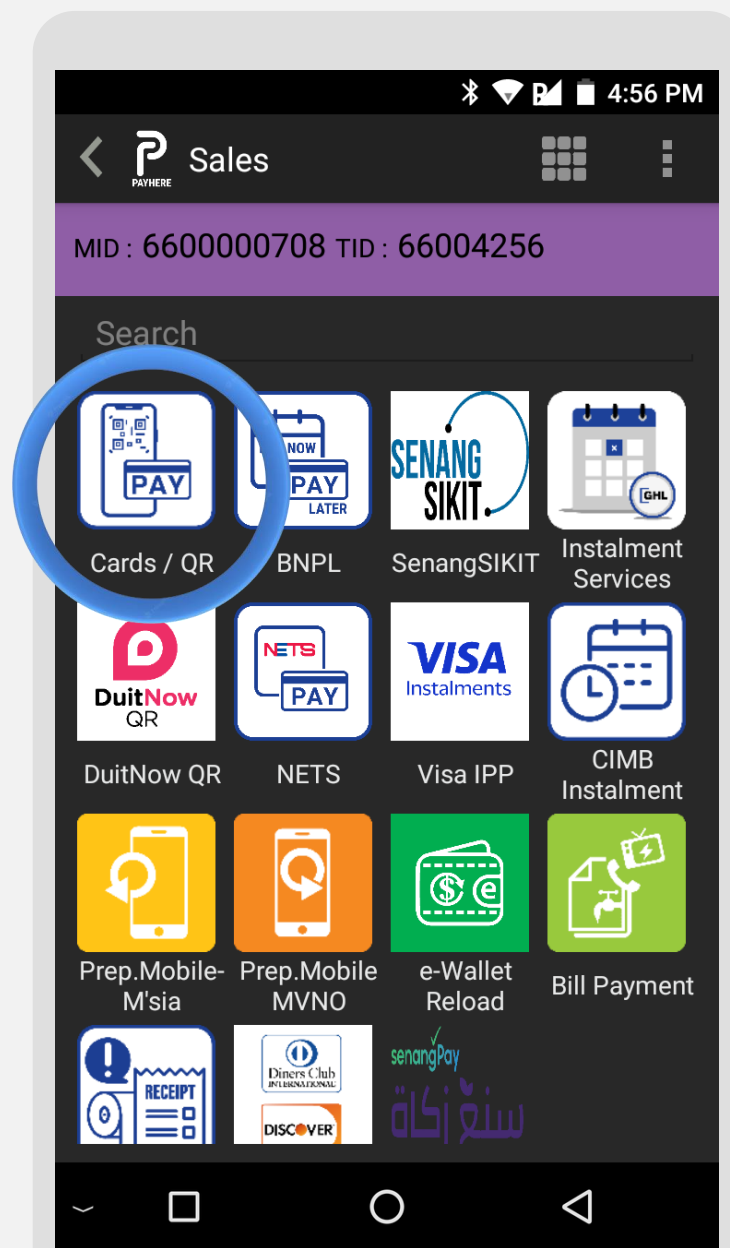 4:56 PM
PAYHERE
Sales
MID : 6600000708 TID : 66004256
Search
PAY
Cards / QR
NOW
PAY
LATER
BNPL
SENANG
SIKIT.
SenangSIKIT
GHL
Instalment
Services
DuitNow
QR
DuitNow QR
NETS
PAY
NETS
VISA
Instalments
Visa IPP
CIMB
Instalment
Prep.Mobile-
M'sia
Prep.Mobile
MVNO
$ e
e-Wallet
Reload
Bill Payment
RECEIPT
Diners Club
INTERNATIONAL
DISCOVER
senangPay
سنڠ زكاة